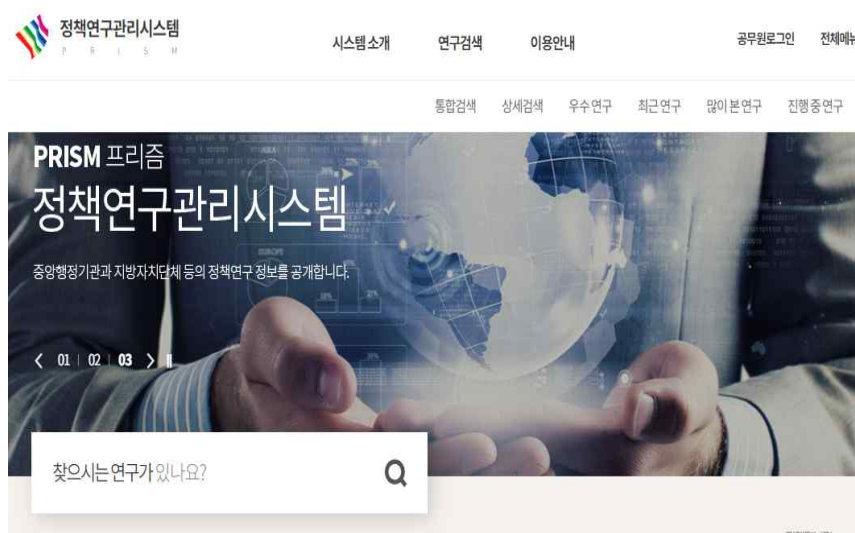 정책연구관리시스템
P R I S M
시스템 소개 연구검색 이용안내 공무원로그인 전체메뉴
통합검색 상세검색 우수 연구 최근 연구 많이 본 연구 진행 중 연구
PRISM 프리즘
정책연구관리시스템
중앙행정기관과 지방자치단체 등의 정책연구 정보를 공개합니다.
01 | 02 | 03
찾으시는 연구가 있나요?